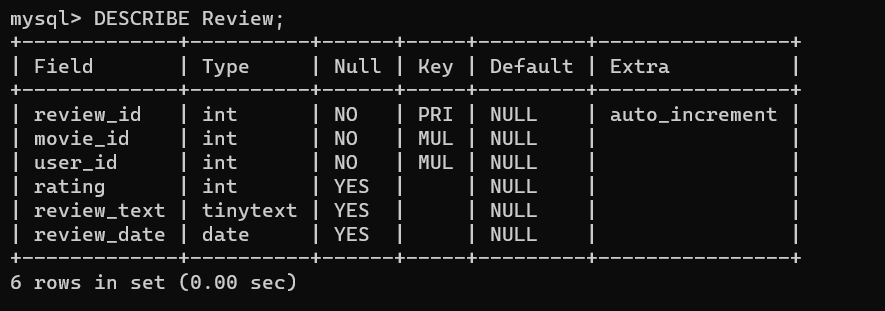 mysql> DESCRIBE Review;
+-------------+----------+------+-----+---------+----------------+
| Field       | Type     | Null | Key | Default | Extra          |
+-------------+----------+------+-----+---------+----------------+
| review_id   | int      | NO   | PRI | NULL    | auto_increment |
| movie_id    | int      | NO   | MUL | NULL    |                |
| user_id     | int      | NO   | MUL | NULL    |                |
| rating      | int      | YES  |     | NULL    |                |
| review_text | tinytext | YES  |     | NULL    |                |
| review_date | date     | YES  |     | NULL    |                |
+-------------+----------+------+-----+---------+----------------+
6 rows in set (0.00 sec)